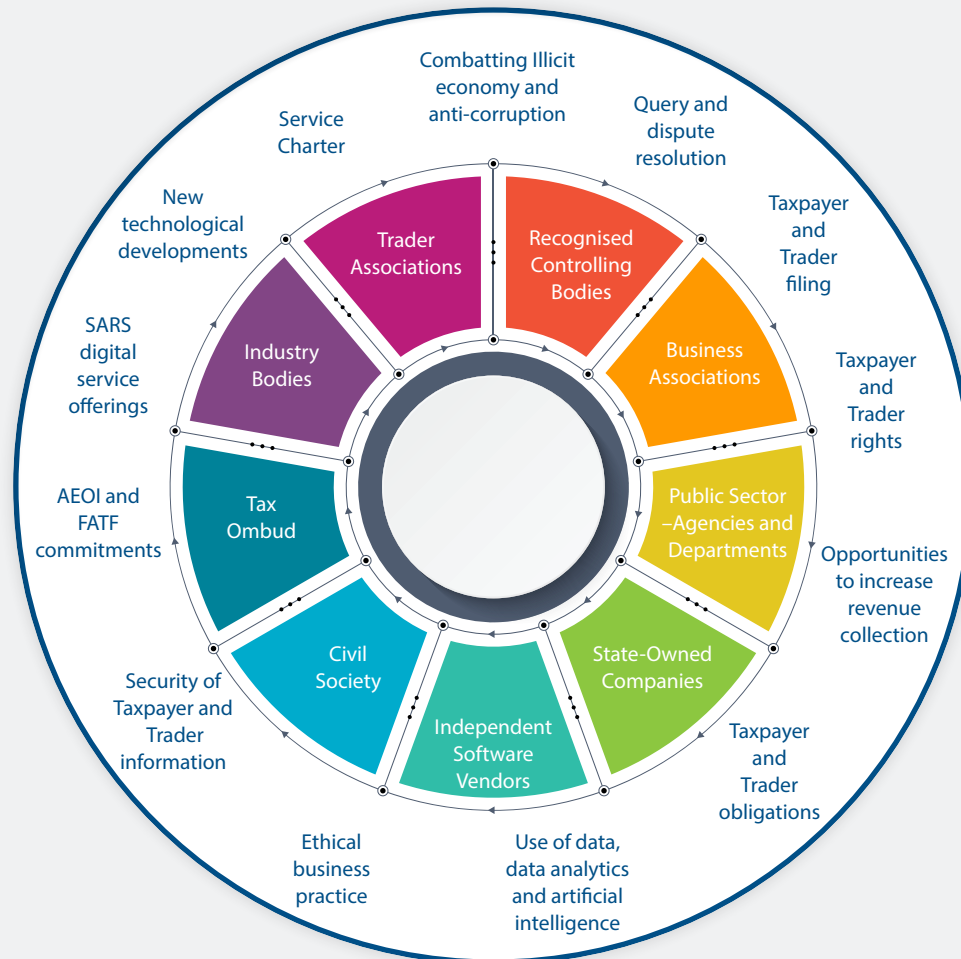 Combatting Illicit
economy and
anti-corruption
Query and
dispute
resolution
Taxpayer
and
Trader
filing
Taxpayer
and
Trader
rights
Opportunities
to increase
revenue
collection
Taxpayer
and
Trader
obligations
Use of data,
data analytics
and artificial
intelligence
Ethical
business
practice
Security of
Taxpayer and
Trader
information
AEOI and
FATF
commitments
SARS
digital
service
offerings
New
technological
developments
Service
Charter
Trader
Associations
Recognised
Controlling
Bodies
Business
Associations
Public Sector
–Agencies and
Departments
State-Owned
Companies
Independent
Software
Vendors
Civil
Society
Tax
Ombud
Industry
Bodies